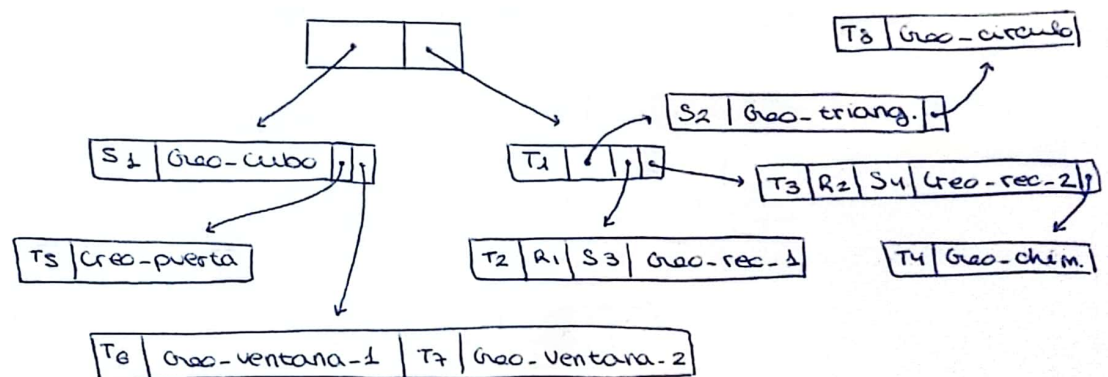 T8 Creo-circulo
S2 Creo-triang.
S1 Creo-cubo
T1
T3 R2 S4 Creo-rec-2
T5 Creo-puerta
T2 R1 S3 Creo-rec-1
T4 Creo-chim.
T6 Creo-ventana-1 T7 Creo-ventana-2